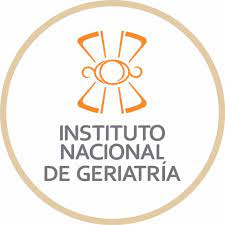 INSTITUTO
NACIONAL
DE GERIATRÍA